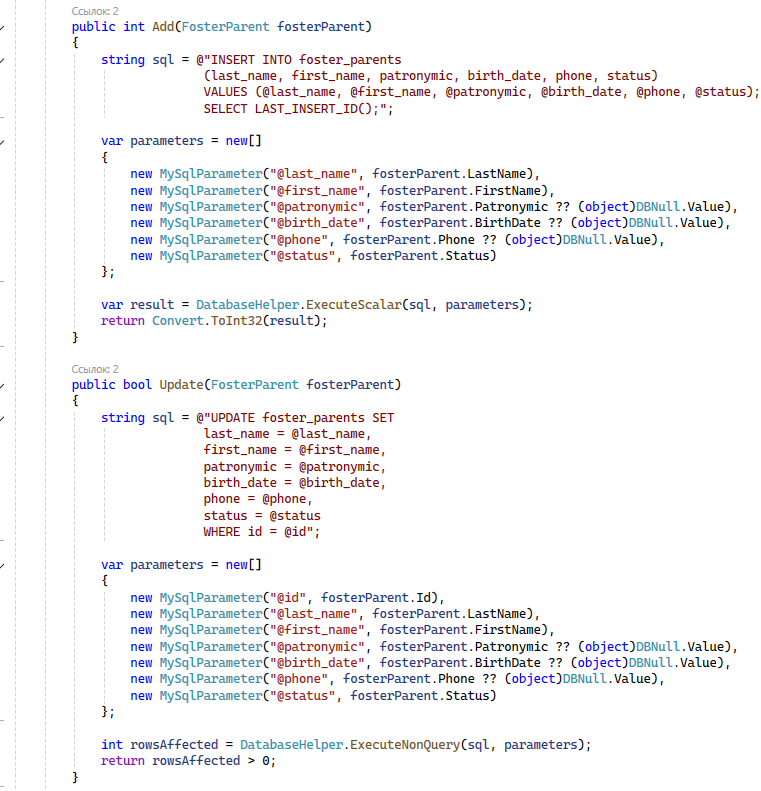 Ссылок: 2
public int Add(FosterParent fosterParent)
{
string sql = @"INSERT INTO foster_parents
(last_name, first_name, patronymic, birth_date, phone, status)
VALUES (@last_name, @first_name, @patronymic, @birth_date, @phone, @status);
SELECT LAST_INSERT_ID();";
var parameters = new[]
{
new MySqlParameter("@last_name", fosterParent.LastName),
new MySqlParameter("@first_name", fosterParent.FirstName),
new MySqlParameter("@patronymic", fosterParent.Patronymic ?? (object)DBNull.Value),
new MySqlParameter("@birth_date", fosterParent.BirthDate ?? (object)DBNull.Value),
new MySqlParameter("@phone", fosterParent.Phone ?? (object)DBNull.Value),
new MySqlParameter("@status", fosterParent.Status)
};
var result = DatabaseHelper.ExecuteScalar(sql, parameters);
return Convert.ToInt32(result);
}
Ссылок: 2
public bool Update(FosterParent fosterParent)
{
string sql = @"UPDATE foster_parents SET
last_name = @last_name,
first_name = @first_name,
patronymic = @patronymic,
birth_date = @birth_date,
phone = @phone,
status = @status
WHERE id = @id";
var parameters = new[]
{
new MySqlParameter("@id", fosterParent.Id),
new MySqlParameter("@last_name", fosterParent.LastName),
new MySqlParameter("@first_name", fosterParent.FirstName),
new MySqlParameter("@patronymic", fosterParent.Patronymic ?? (object)DBNull.Value),
new MySqlParameter("@birth_date", fosterParent.BirthDate ?? (object)DBNull.Value),
new MySqlParameter("@phone", fosterParent.Phone ?? (object)DBNull.Value),
new MySqlParameter("@status", fosterParent.Status)
};
int rowsAffected = DatabaseHelper.ExecuteNonQuery(sql, parameters);
return rowsAffected > 0;
}